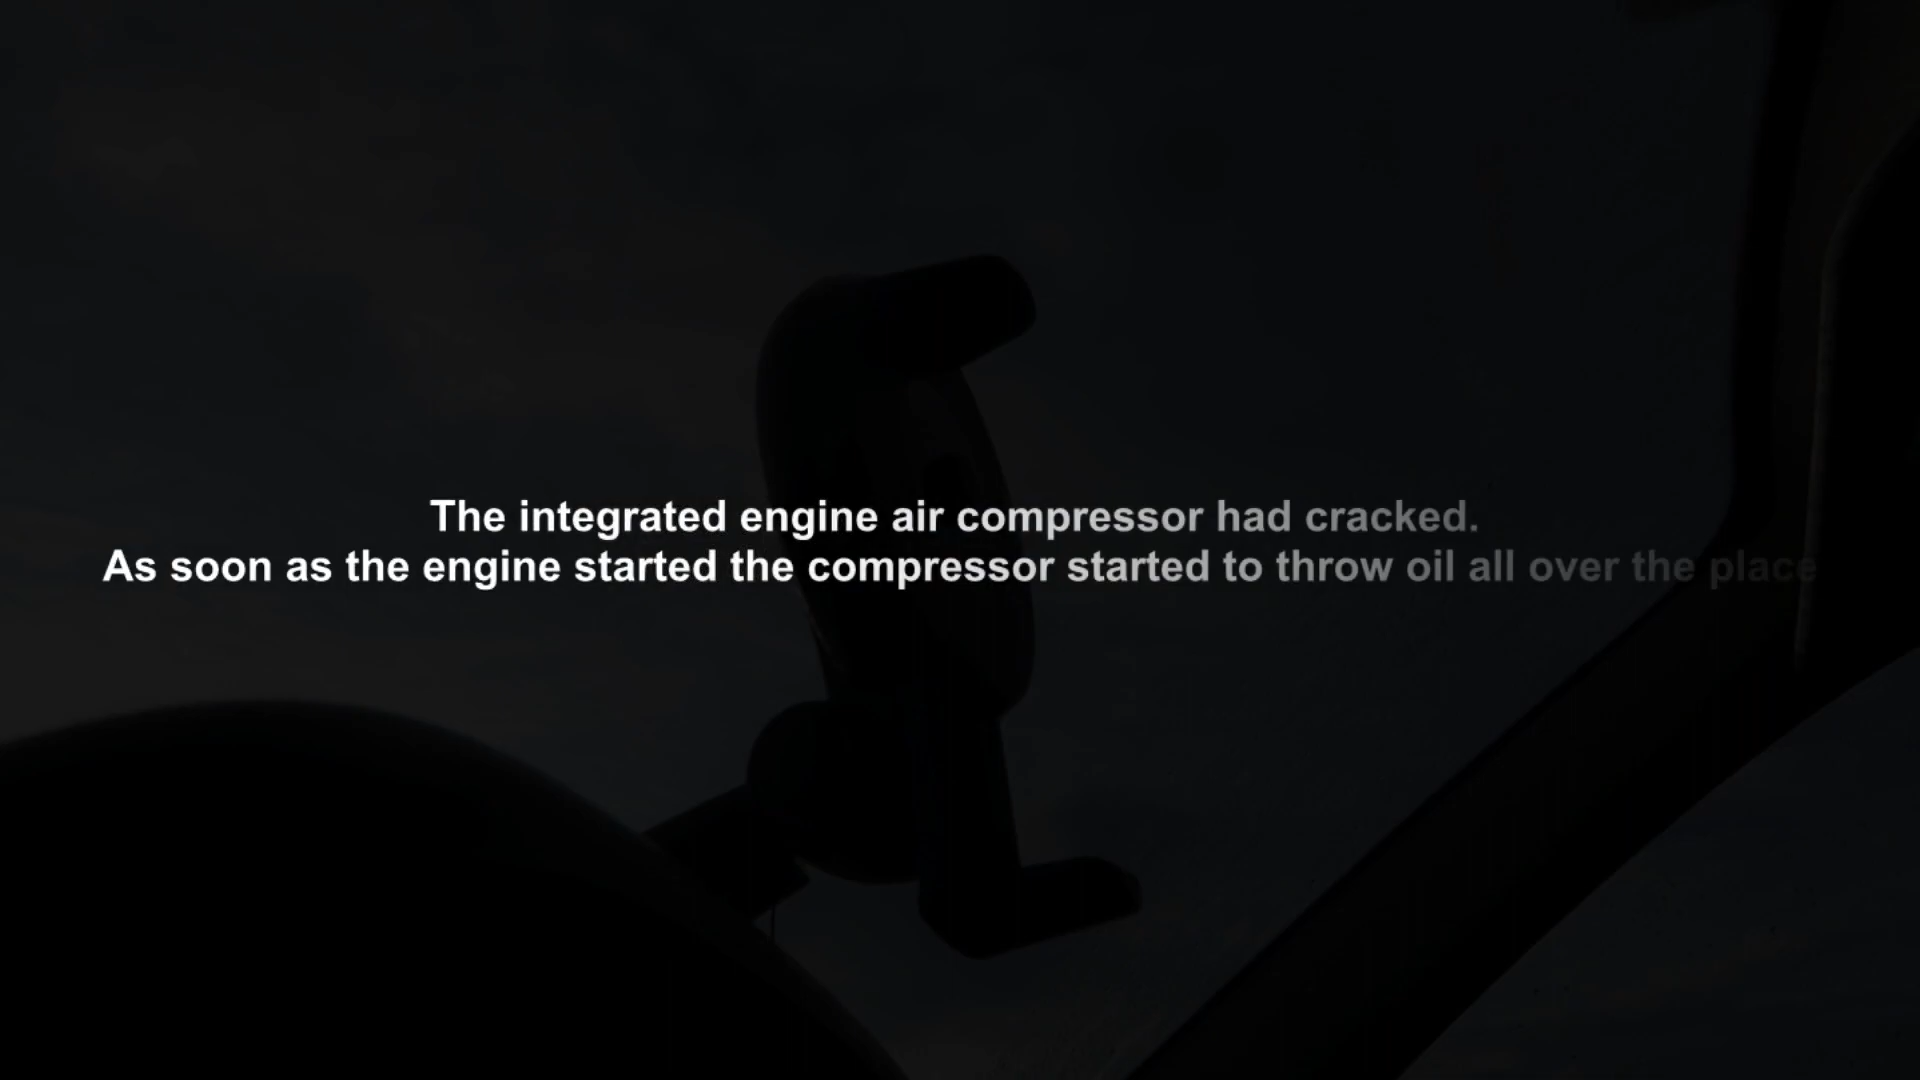 The integrated engine air compressor had cracked.
As soon as the engine started the compressor started to throw oil all over the place